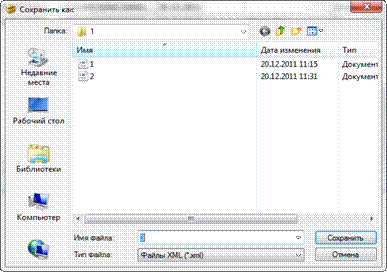 Сохранить как
Папка: 1
Имя Дата изменения Тип
1 20.12.2011 11:15 Документ
2 20.12.2011 11:31 Документ
Недавние места
Рабочий стол
Библиотеки
Компьютер
Имя файла: 3
Сохранить
Тип файла: Файлы XML (*.xml)
Отмена